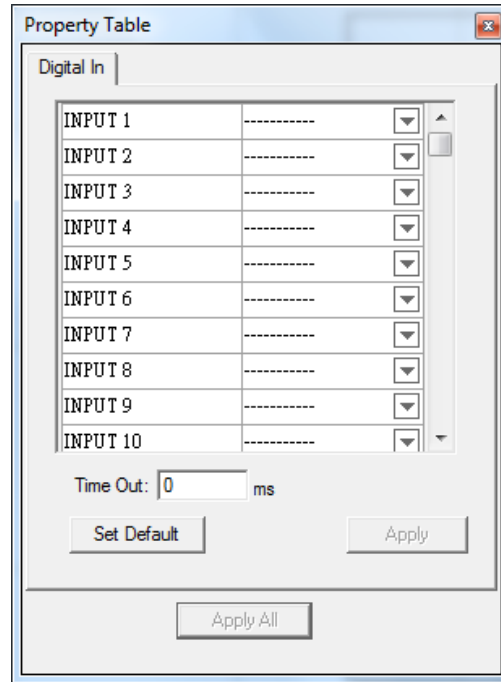 Property Table
Digital In
INPUT 1 -----------
INPUT 2 -----------
INPUT 3 -----------
INPUT 4 -----------
INPUT 5 -----------
INPUT 6 -----------
INPUT 7 -----------
INPUT 8 -----------
INPUT 9 -----------
INPUT 10 -----------
Time Out: 0 ms
Set Default Apply
Apply All